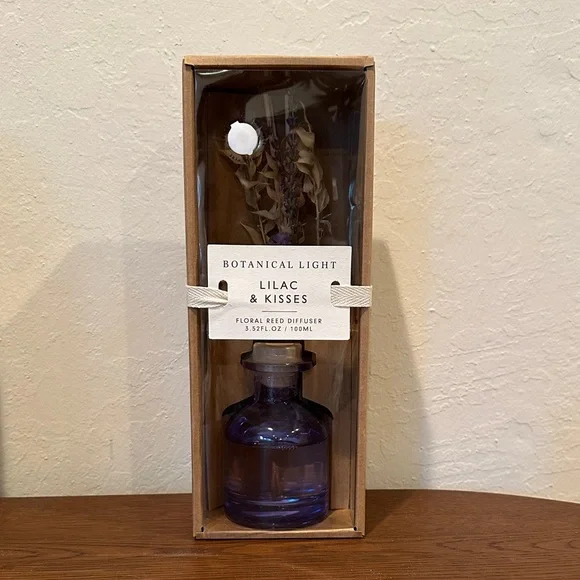 BOTANICAL LIGHT
LILAC
& KISSES
FLORAL REED DIFFUSER
3.52FL.OZ / 100ML